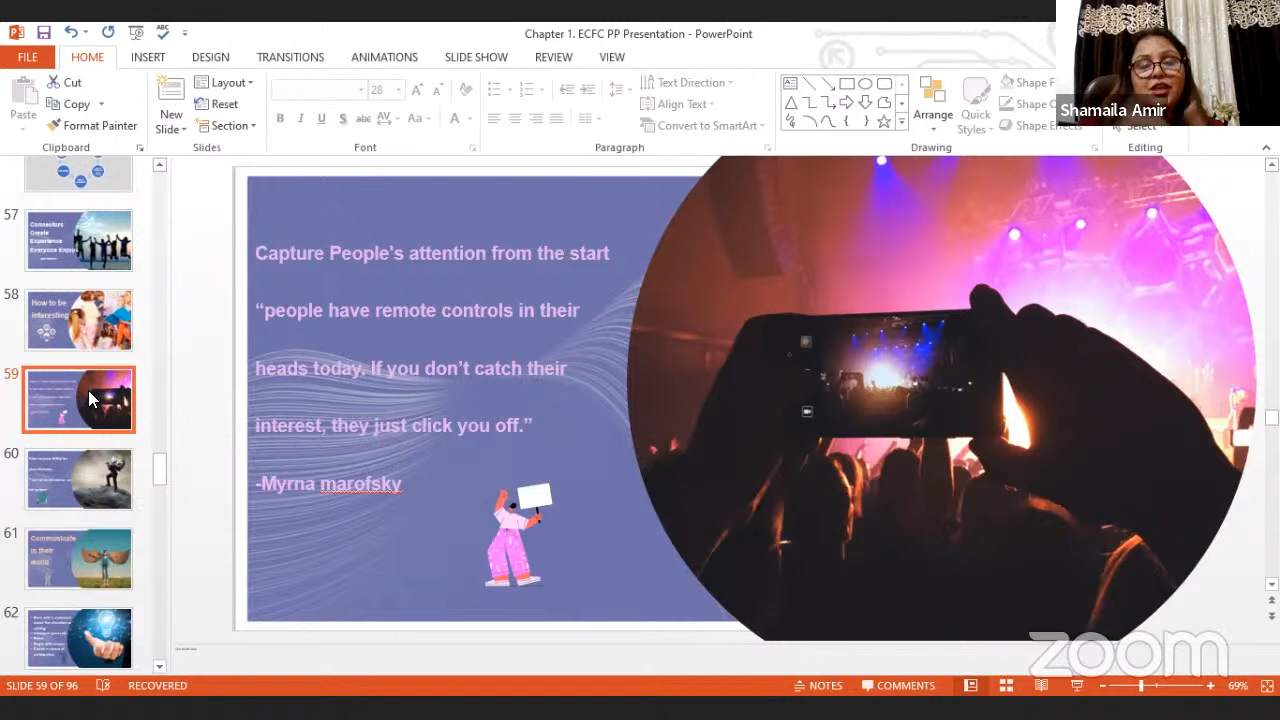 Chapter 1. ECFC PP Presentation - PowerPoint
FILE HOME INSERT DESIGN TRANSITIONS ANIMATIONS SLIDE SHOW REVIEW VIEW
Cut
Copy
Format Painter
Paste
Clipboard
New
Slide
Layout
Reset
Section
Slides
28
Font
Text Direction
Align Text
Convert to SmartArt
Paragraph
Arrange
Quick
Styles
Shape F
Shape O
Shape Effects
Drawing
Select
Editing
Shamaila Amir
57
Connectors
Create
Experience
Everyone Enjoy
58
How to be
interesting
59
60
61
Communicate
in their
world
62
Capture People's attention from the start
“people have remote controls in their
heads today. If you don’t catch their
interest, they just click you off.”
-Myrna marofsky
zoom
SLIDE 59 OF 96
RECOVERED
NOTES
COMMENTS
69%